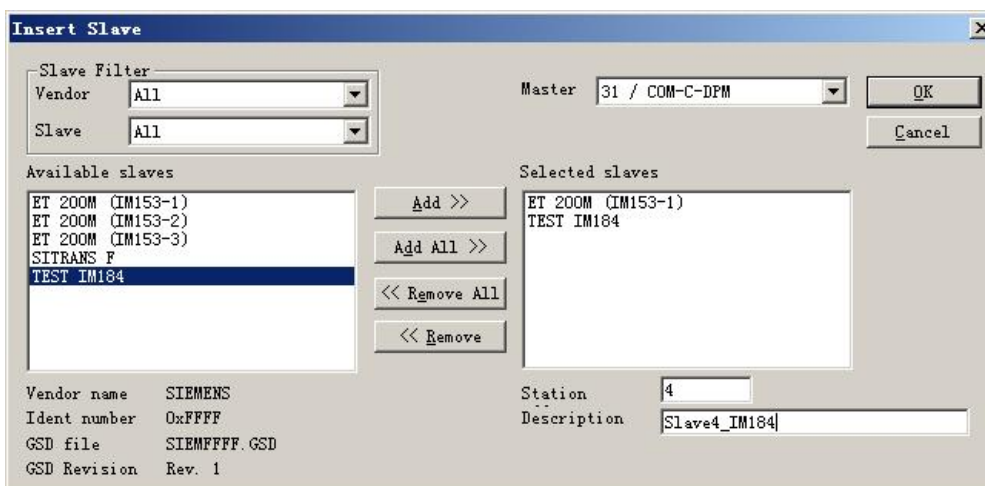 Insert Slave
Slave Filter
Vendor All
Slave All
Master 31 / COM-C-DPM
OK
Cancel
Available slaves
ET 200M (IM153-1)
ET 200M (IM153-2)
ET 200M (IM153-3)
SITRANS F
TEST IM184
Add >>
Add All >>
<< Remove All
<< Remove
Selected slaves
ET 200M (IM153-1)
TEST IM184
Vendor name SIEMENS
Ident number 0xFFFF
GSD file SIEMFFFF.GSD
GSD Revision Rev. 1
Station 4
Description Slave4_IM184